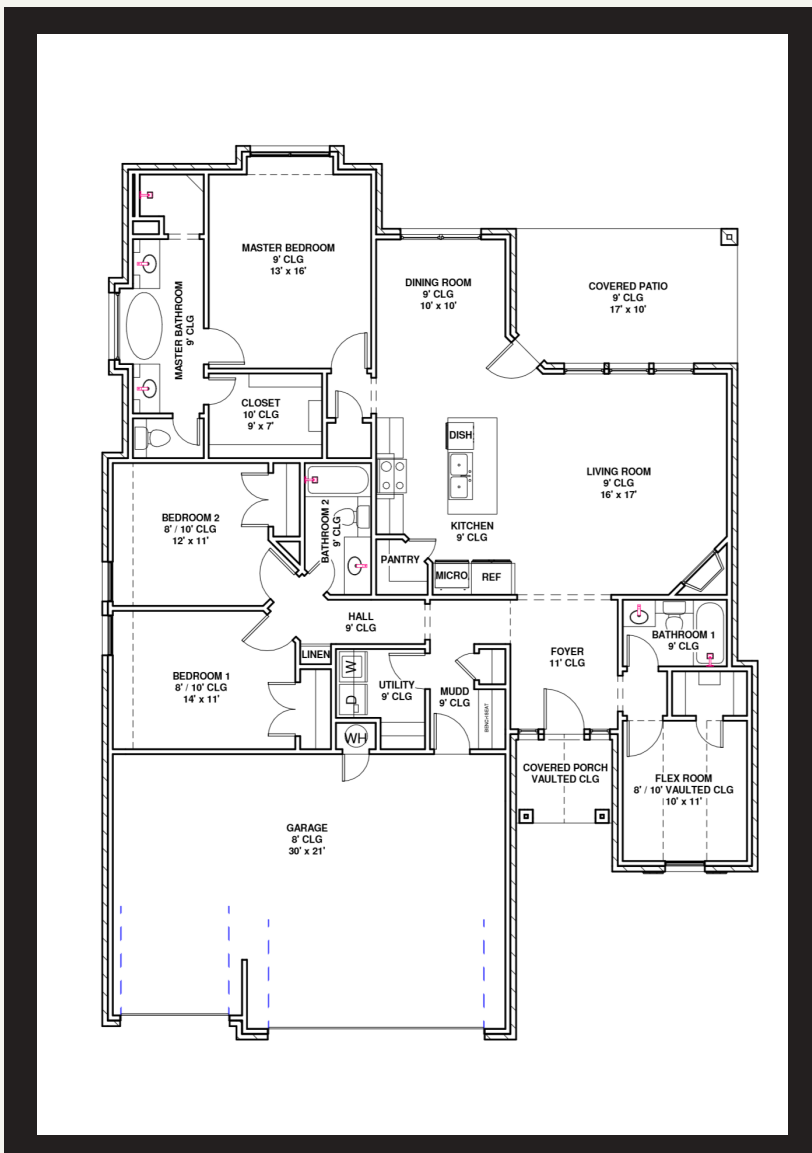 MASTER BEDROOM
9' CLG
13' x 16'
DINING ROOM
9' CLG
10' x 10'
COVERED PATIO
9' CLG
17' x 10'
MASTER BATHROOM
9' CLG
CLOSET
10' CLG
9' x 7'
DISH
LIVING ROOM
9' CLG
16' x 17'
BEDROOM 2
8' / 10' CLG
12' x 11'
BATHROOM 2
9' CLG
KITCHEN
9' CLG
PANTRY
MICRO
REF
HALL
9' CLG
LINEN
BATHROOM 1
9' CLG
FOYER
11' CLG
BEDROOM 1
8' / 10' CLG
14' x 11'
W
D
UTILITY
9' CLG
MUDD
9' CLG
BENCH/SEAT
WH
COVERED PORCH
VAULTED CLG
FLEX ROOM
8' / 10' VAULTED CLG
10' x 11'
GARAGE
8' CLG
30' x 21'